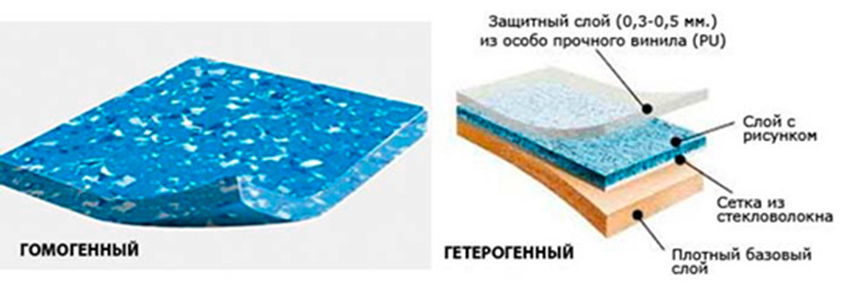 Защитный слой (0,3-0,5 мм.)
из особо прочного винила (PU)
Слой с
рисунком
Сетка из
стекловолокна
Плотный базовый
слой
ГОМОГЕННЫЙ
ГЕТЕРОГЕННЫЙ